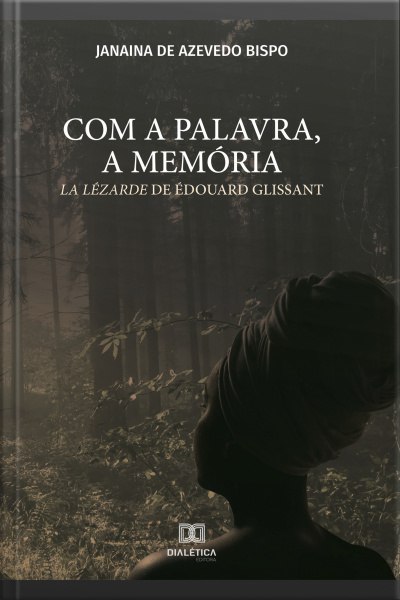 JANAINA DE AZEVEDO BISPO
COM A PALAVRA,
A MEMÓRIA
LA LÉZARDE DE ÉDOUARD GLISSANT
DIALÉTICA
EDITORA